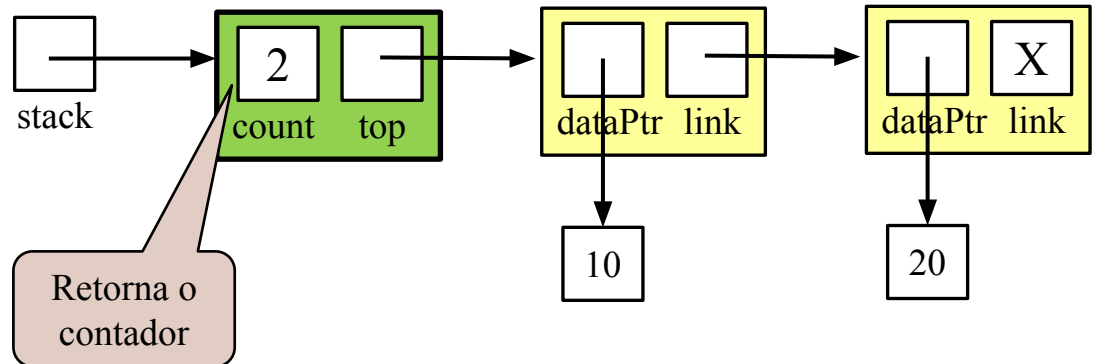 2
X
stack
count top
dataPtr link
dataPtr link
10
20
Retorna o
contador